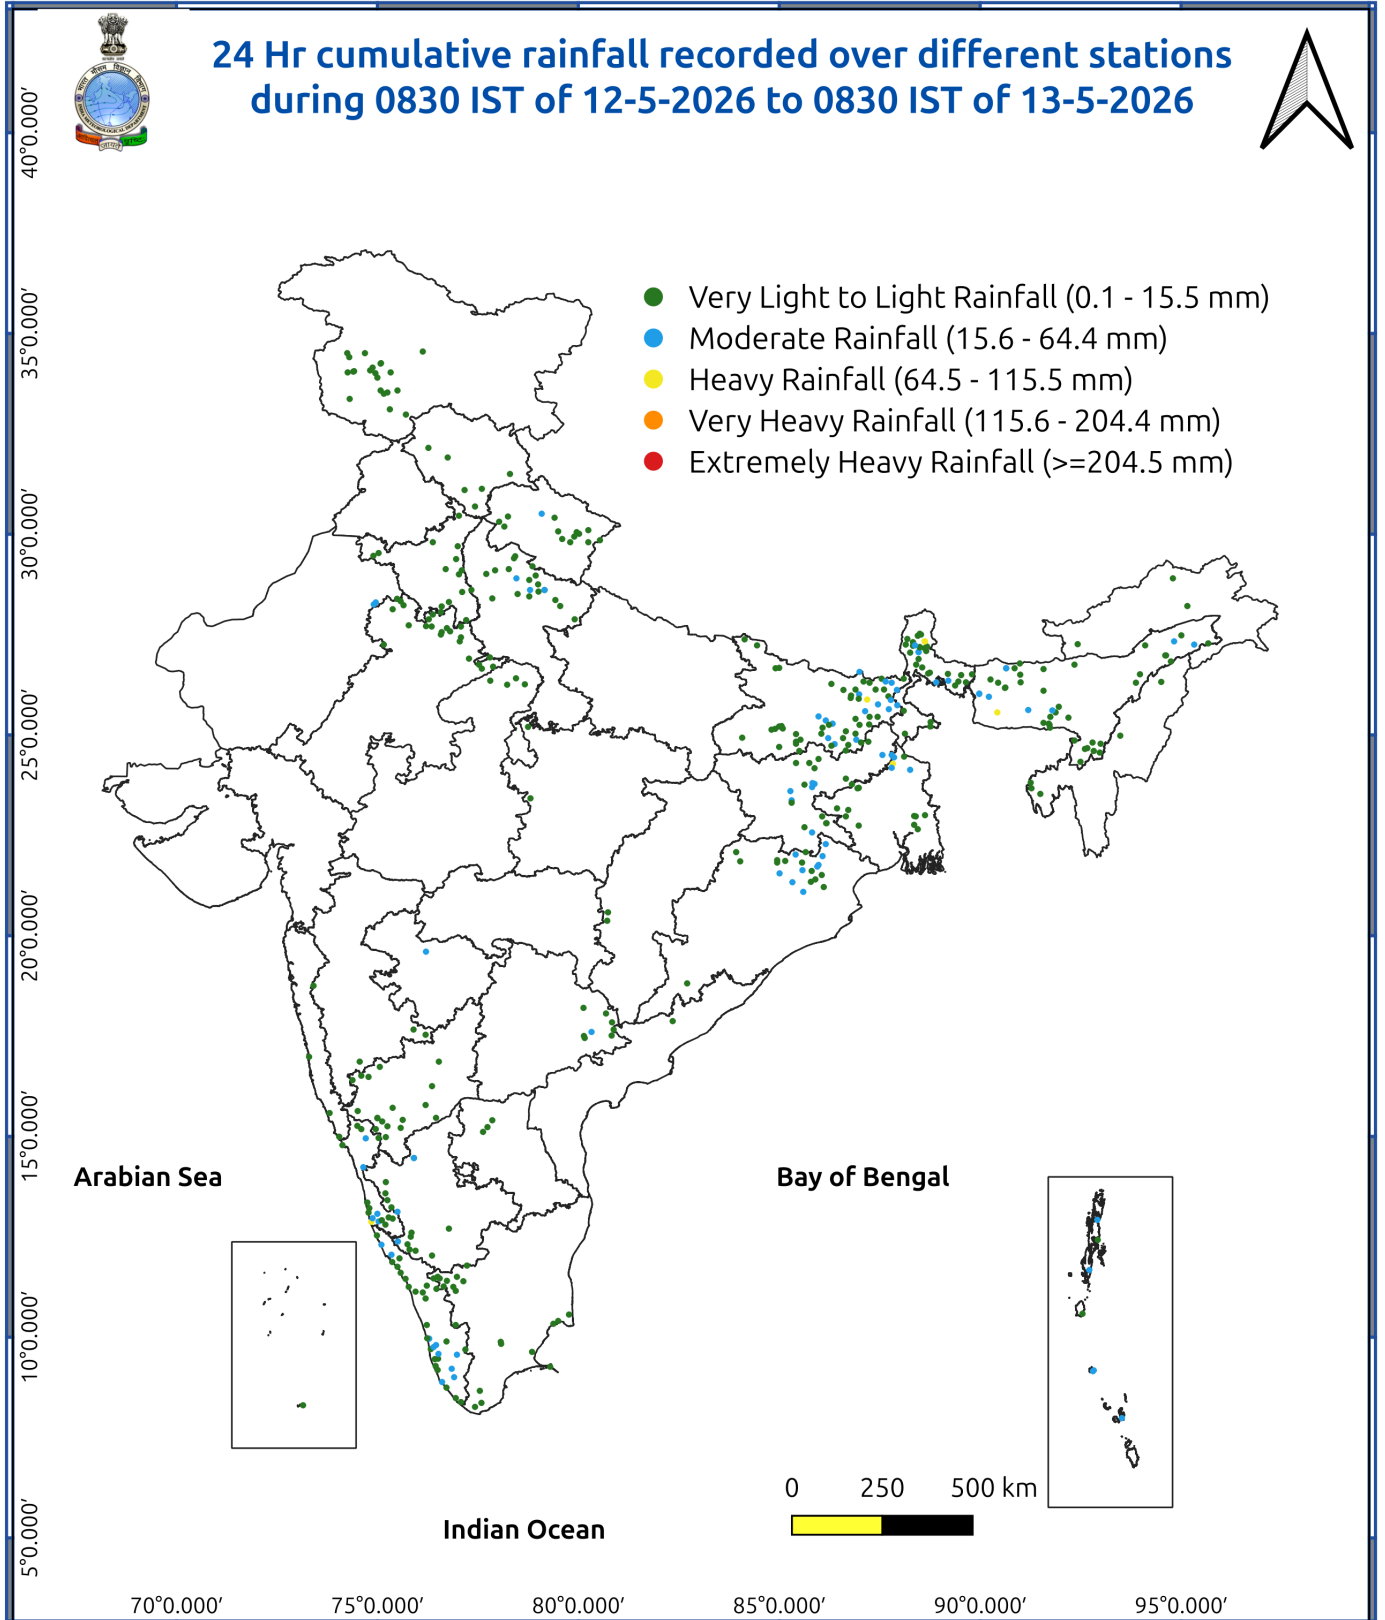 24 Hr cumulative rainfall recorded over different stations
during 0830 IST of 12-5-2026 to 0830 IST of 13-5-2026
Very Light to Light Rainfall (0.1 - 15.5 mm)
Moderate Rainfall (15.6 - 64.4 mm)
Heavy Rainfall (64.5 - 115.5 mm)
Very Heavy Rainfall (115.6 - 204.4 mm)
Extremely Heavy Rainfall (>=204.5 mm)
40°0.000′
35°0.000′
30°0.000′
25°0.000′
20°0.000′
15°0.000′
10°0.000′
5°0.000′
Arabian Sea
Bay of Bengal
Indian Ocean
0 250 500 km
70°0.000′ 75°0.000′ 80°0.000′ 85°0.000′ 90°0.000′ 95°0.000′